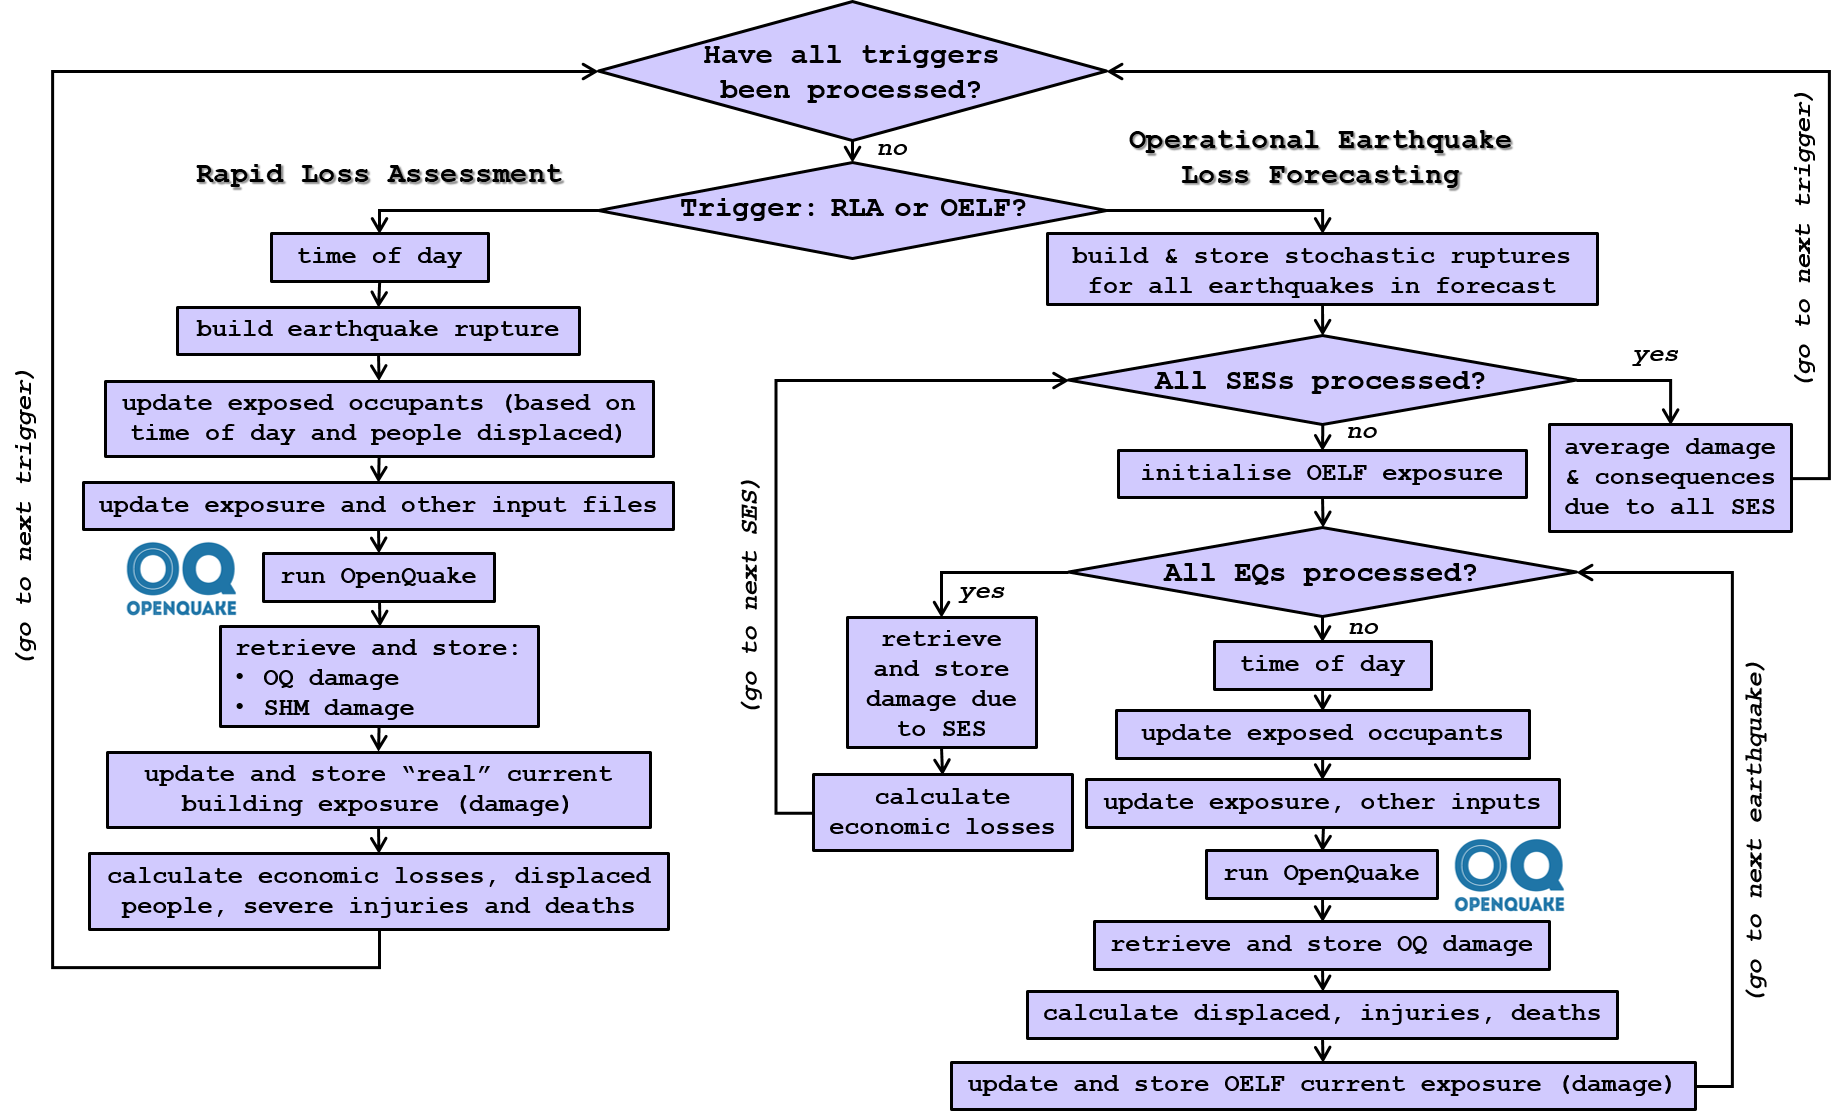 Have all triggers
been processed?
no
Trigger: RLA or OELF?
Rapid Loss Assessment
time of day
build earthquake rupture
update exposed occupants (based on
time of day and people displaced)
update exposure and other input files
OQ
OPENQUAKE
run OpenQuake
retrieve and store:
• OQ damage
• SHM damage
update and store “real” current
building exposure (damage)
calculate economic losses, displaced
people, severe injuries and deaths
(go to next trigger)
Operational Earthquake
Loss Forecasting
build & store stochastic ruptures
for all earthquakes in forecast
All SESs processed?
yes
average damage
& consequences
due to all SES
(go to next trigger)
no
initialise OELF exposure
All EQs processed?
yes
retrieve
and store
damage due
to SES
calculate
economic losses
(go to next SES)
no
time of day
update exposed occupants
update exposure, other inputs
run OpenQuake
OQ
OPENQUAKE
retrieve and store OQ damage
calculate displaced, injuries, deaths
update and store OELF current exposure (damage)
(go to next earthquake)